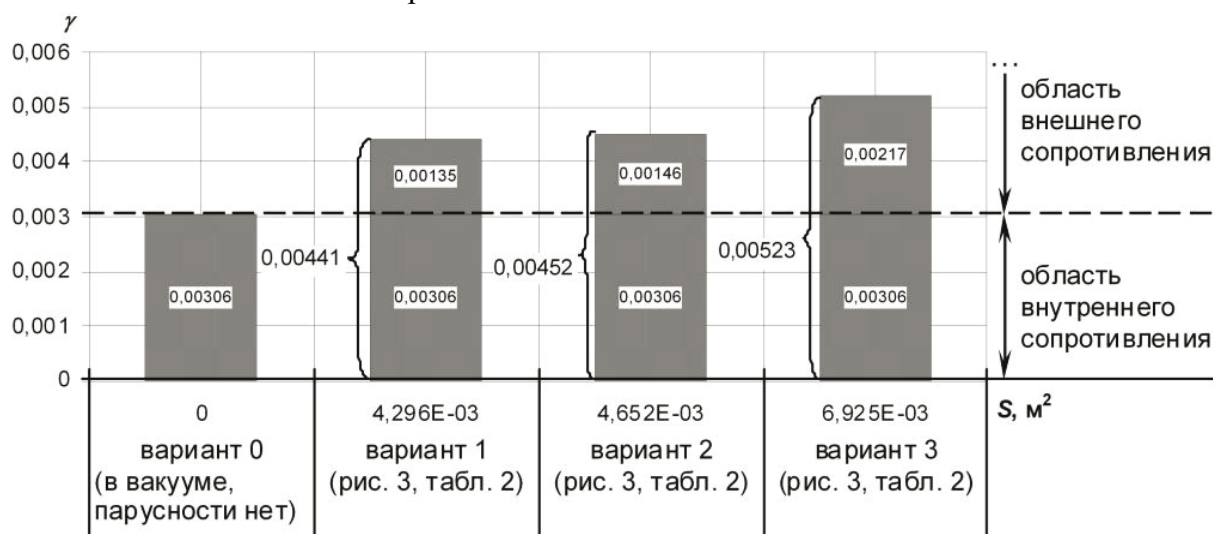 γ
0,006
0,005
0,004
0,003
0,002
0,001
0
0,00306
0,00441
0,00135
0,00306
0,00452
0,00146
0,00306
0,00523
0,00217
0,00306
...
область
внешнего
сопротивления
область
внутреннего
сопротивления
0
4,296E-03
4,652E-03
6,925E-03
S, м²
вариант 0
(в вакууме,
парусности нет)
вариант 1
(рис. 3, табл. 2)
вариант 2
(рис. 3, табл. 2)
вариант 3
(рис. 3, табл. 2)